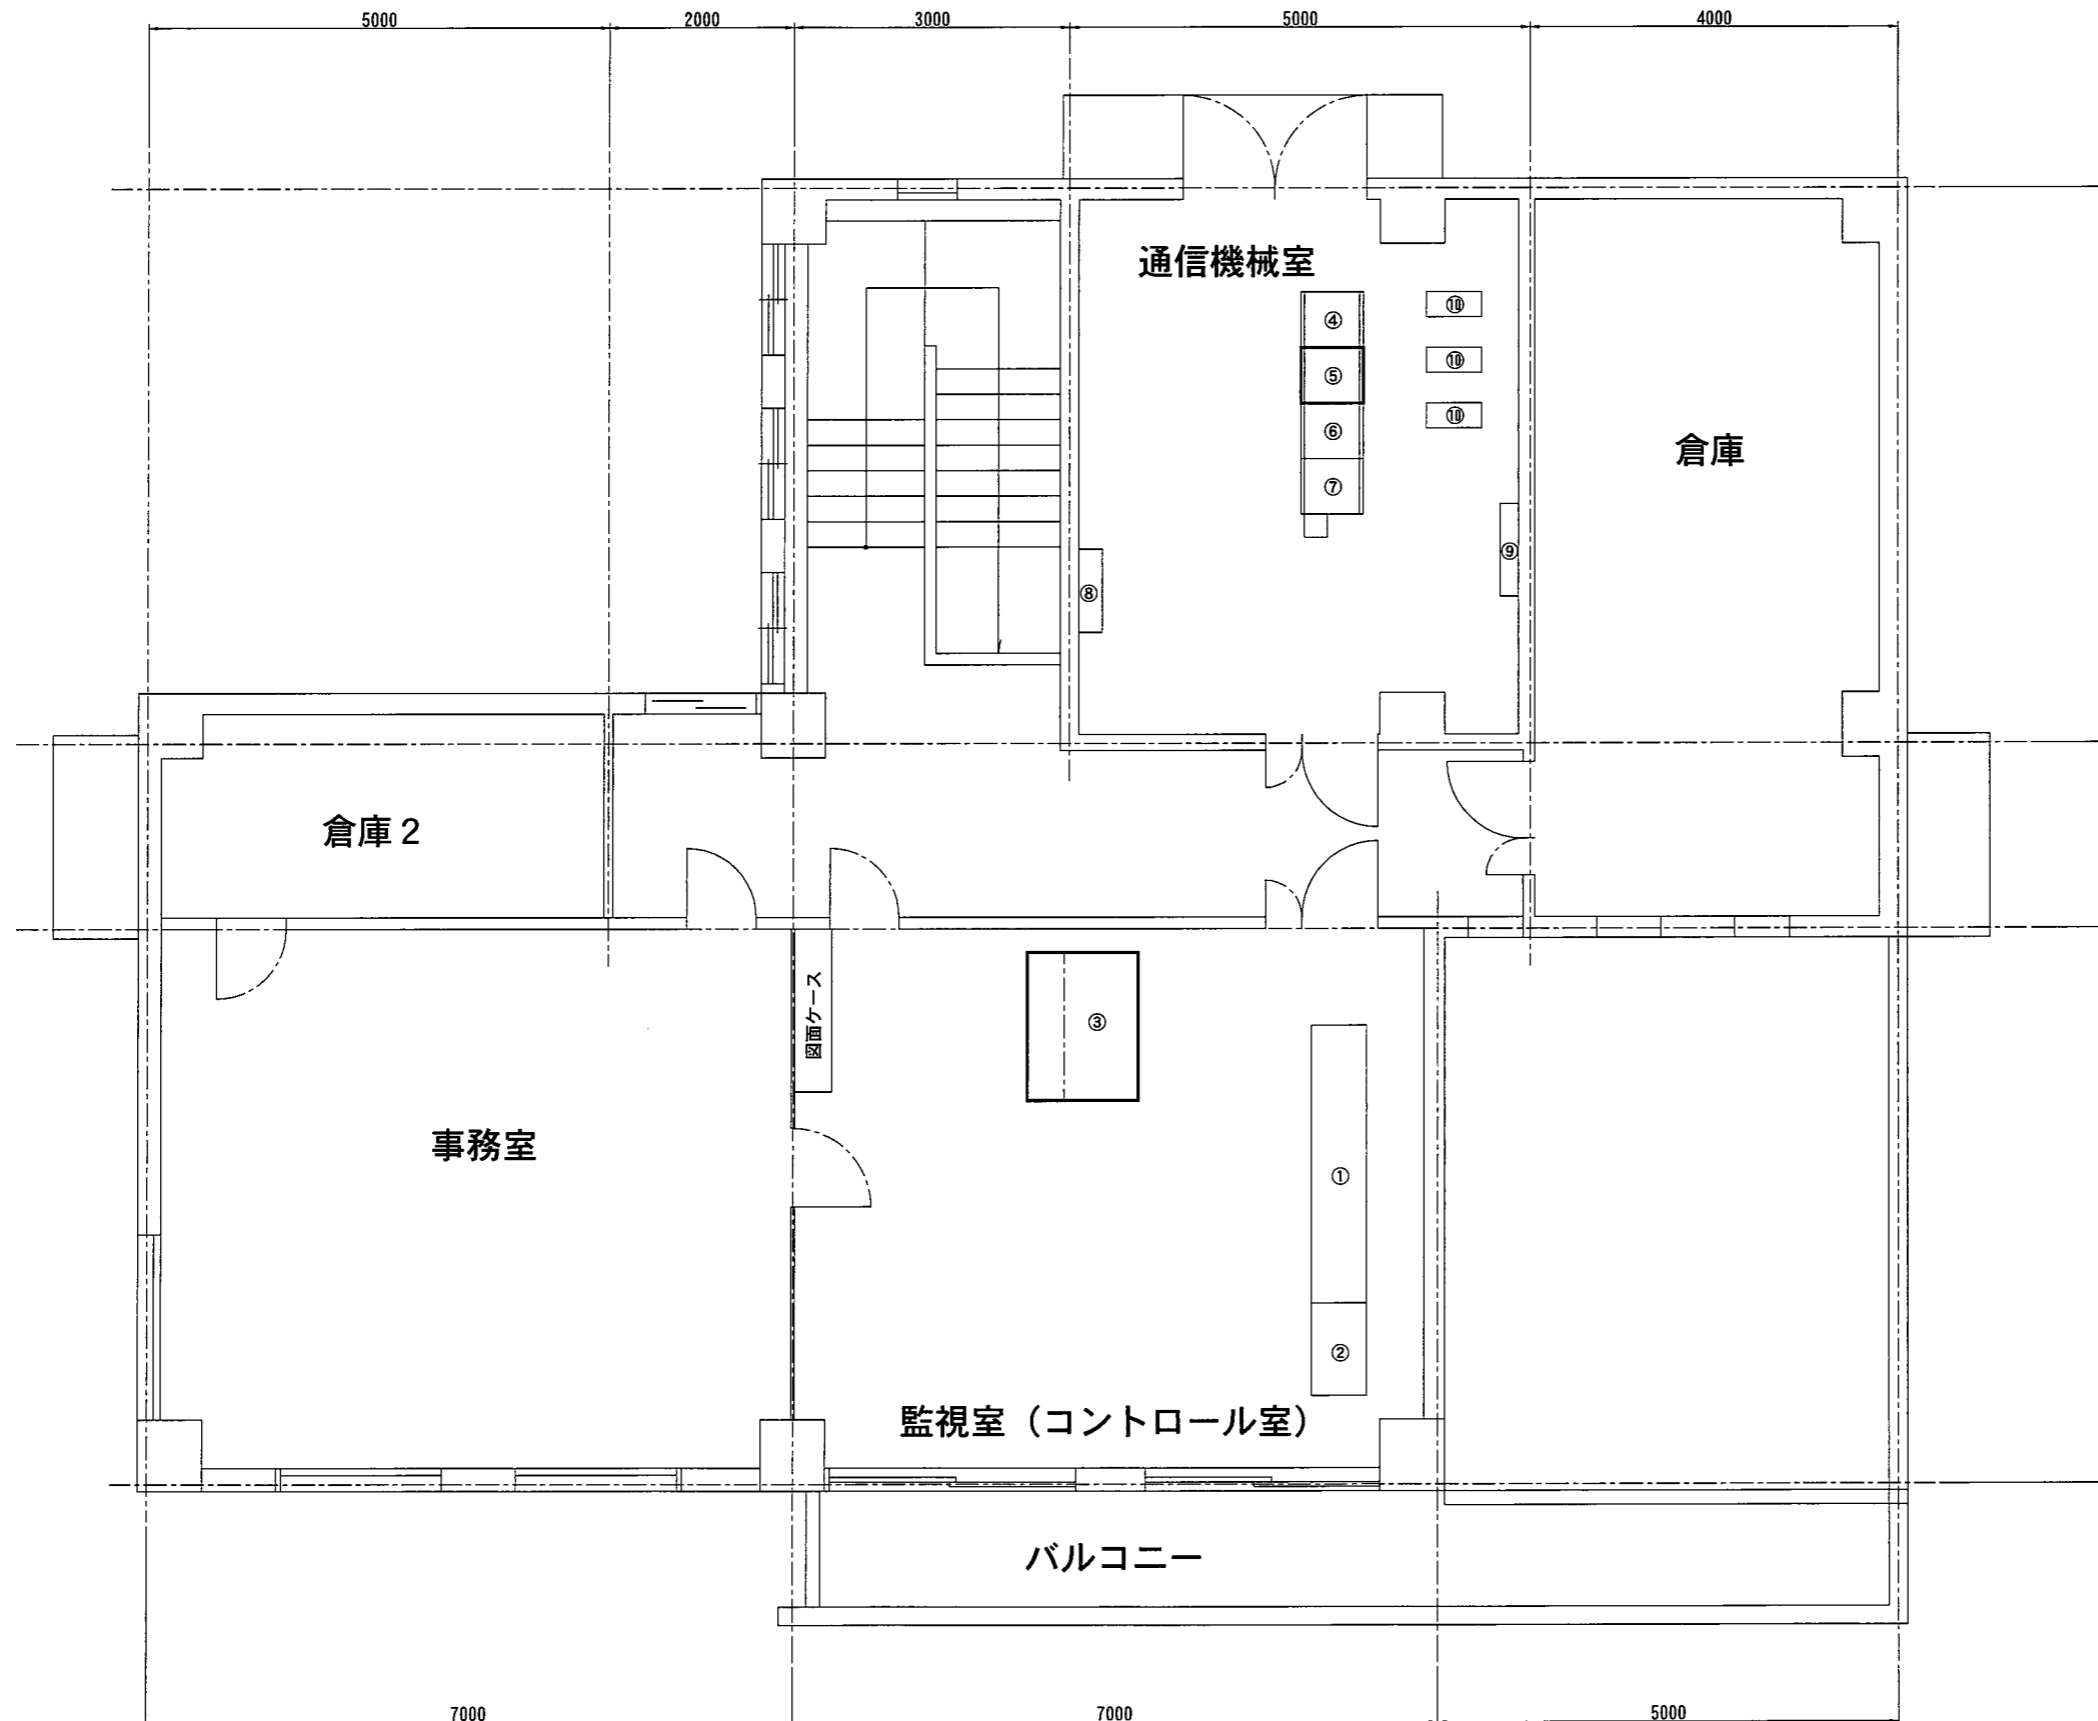 5000 2000 3000 5000 4000
通信機械室
④ ⑩
⑤ ⑩
⑥ ⑩
⑦
倉庫
⑨
⑧
倉庫2
図面ケース
③
事務室
①
②
監視室（コントロール室）
バルコニー
7000 7000 5000